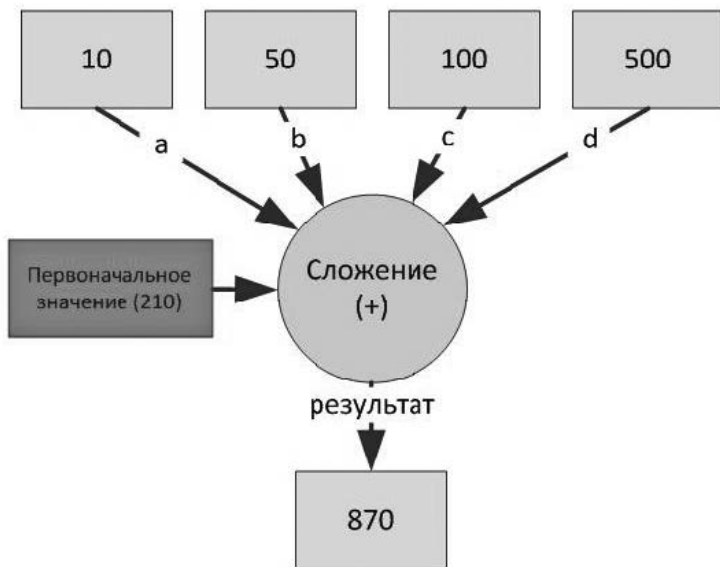 10
50
100
500
a
b
c
d
Первоначальное
значение (210)
Сложение
(+)
результат
870